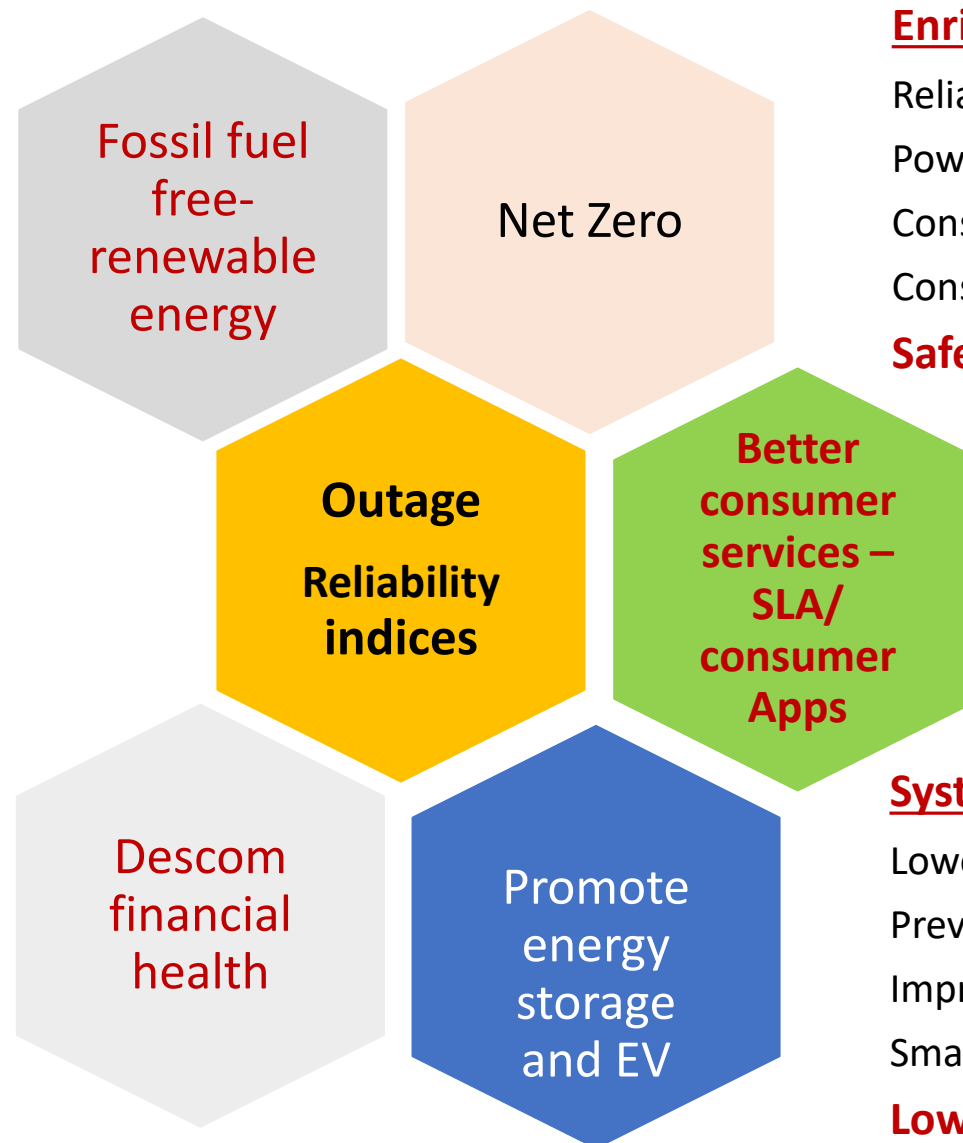 Fossil fuel
free-
renewable
energy
Net Zero
Outage
Reliability
indices
Better
consumer
services –
SLA/
consumer
Apps
Descom
financial
health
Promote
energy
storage
and EV